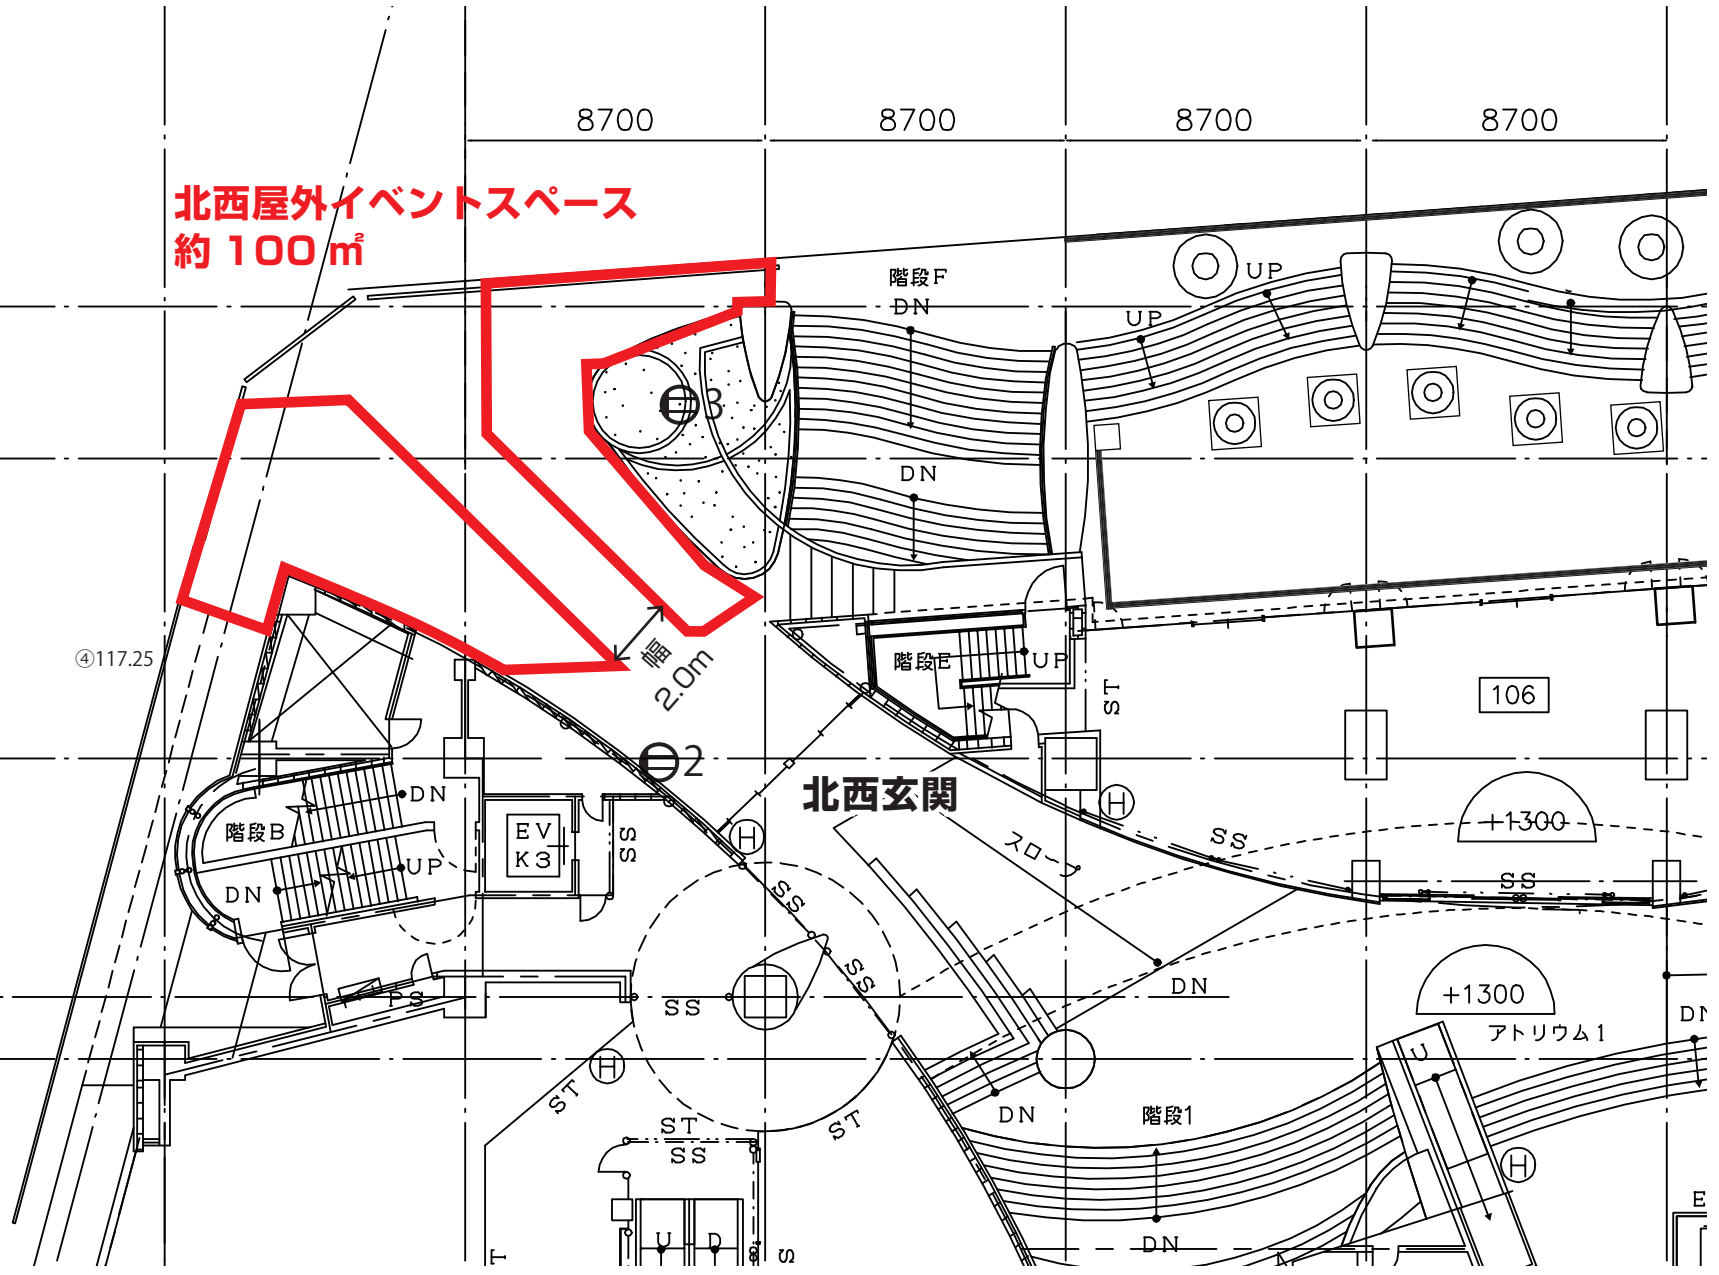 8700
8700
8700
8700
北西屋外イベントスペース
約 100 ㎡
階段F
DN
UP
UP
3
DN
幅
2.0m
④117.25
階段E
UP
ST
106
2
北西玄関
H
H
DN
階段B
EV
K3
SS
UP
DN
スロープ
SS
+1300
SS
SS
SS
SS
PS
DN
+1300
アトリウム1
DN
U
H
ST
ST
DN
階段1
ST
SS
H
U
D
DN
E